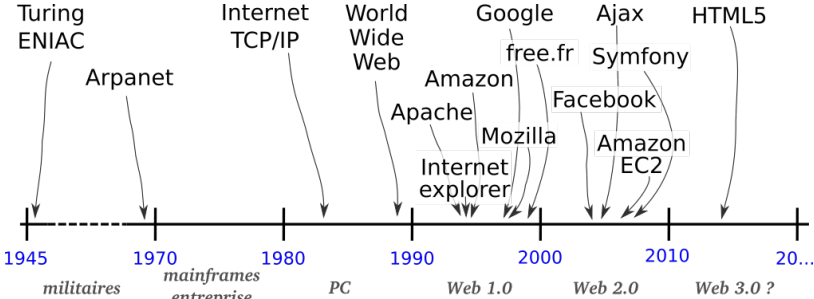 Turing
ENIAC
Arpanet
Internet
TCP/IP
World
Wide
Web
Google
free.fr
Ajax
Symfony
HTML5
Amazon
Apache
Facebook
Mozilla
Amazon
EC2
Internet
explorer
1945
1970
1980
1990
2000
2010
20...
militaires
mainframes
entreprise
PC
Web 1.0
Web 2.0
Web 3.0 ?